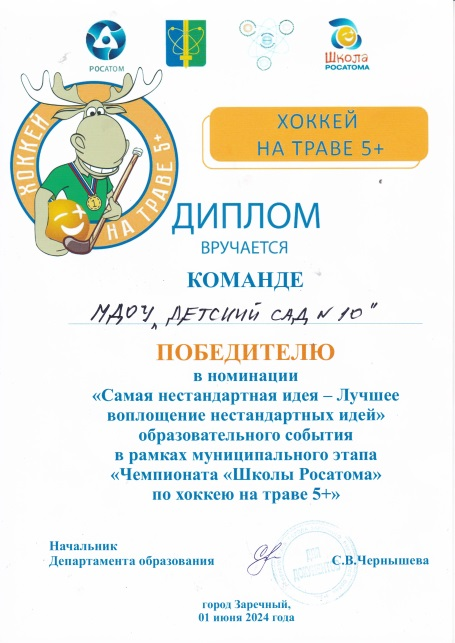 РОСАТОМ
Школа
РОСАТОМА
ХОККЕЙ
НА ТРАВЕ 5+
ХОККЕЙ
НА ТРАВЕ 5+
ДИПЛОМ
ВРУЧАЕТСЯ
КОМАНДЕ
МДОУ „ДЕТСКИЙ САД №10"
ПОБЕДИТЕЛЮ
в номинации
«Самая нестандартная идея – Лучшее
воплощение нестандартных идей»
образовательного события
в рамках муниципального этапа
«Чемпионата «Школы Росатома»
по хоккею на траве 5+»
Начальник
Департамента образования
С.В.Чернышева
город Заречный,
01 июня 2024 года